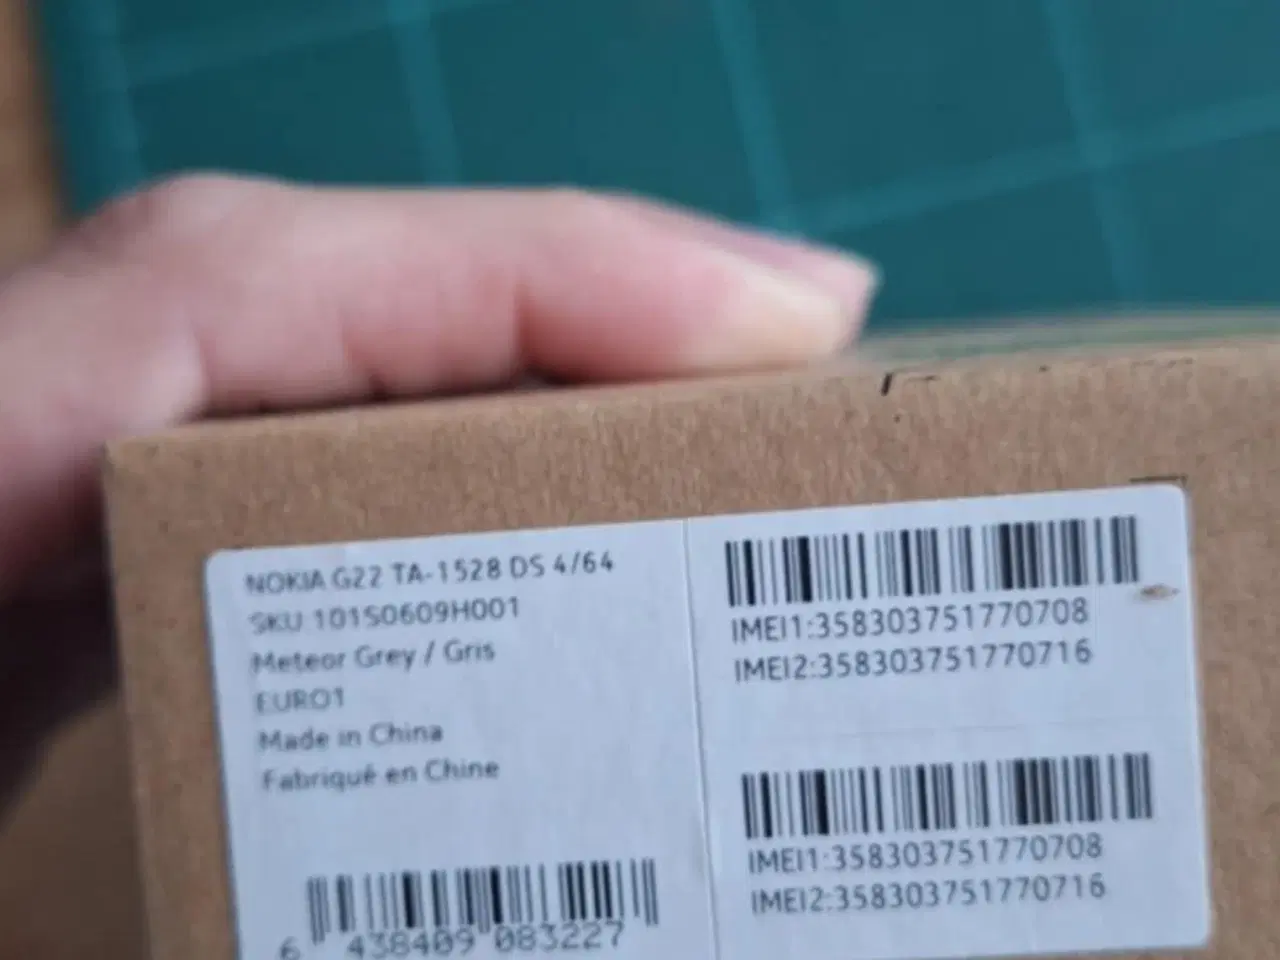 NOKIA G22 TA-1528 DS 4/64
SKU 101S0609H001
Meteor Grey / Gris
EURO1
Made in China
Fabriqué en Chine
6 438409 083227
IMEI1:358303751770708
IMEI2:358303751770716
IMEI1:358303751770708
IMEI2:358303751770716